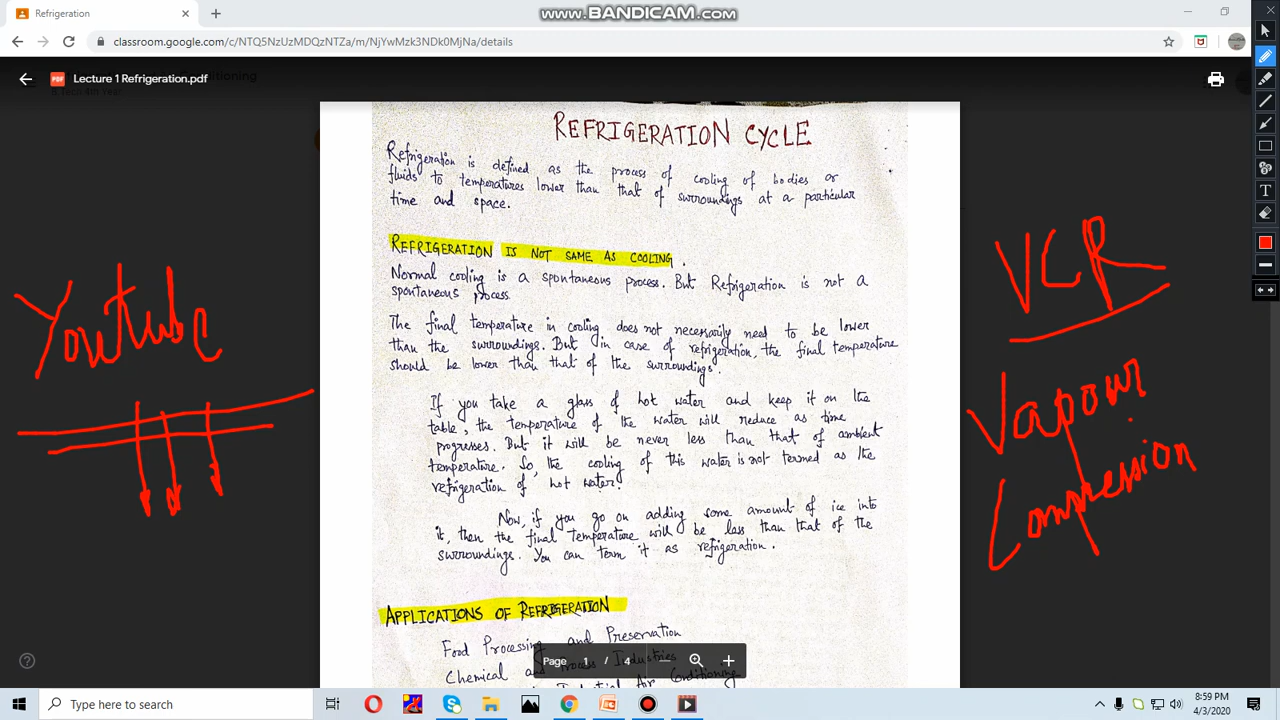 Refrigeration
www.BANDICAM.com
classroom.google.com/c/NTQ5NzUzMDQzNTZa/m/NjYwMzk3NDk0MjNa/details
Lecture 1 Refrigeration.pdf
REFRIGERATION CYCLE
Refrigeration is defined as the process of cooling of bodies or
fluids to temperatures lower than that of surroundings at a particular
time and space.
REFRIGERATION IS NOT SAME AS COOLING.
Normal cooling is a spontaneous process. But Refrigeration is not a
spontaneous process
The final temperature in cooling does not necessarily need to be lower
than the surroundings. But in case of refrigeration, the final temperature
should be lower than that of the surroundings.
If you take a glass of hot water and keep it on the
table, the temperature of the water will reduce as time
progresses. But it will be never less than that of ambient
temperature. So, the cooling of this water is not termed as the
refrigeration of hot water.
Now, if you go on adding some amount of ice into
it, then the final temperature will be less than that of the
surroundings. You can term it as refrigeration.
APPLICATIONS OF REFRIGERATION
Food Processing and Preservation
Chemical and Process Industries
Industrial Air Conditioning
Page 1 / 4
Youtube
VCR
Vapour
Compression
Type here to search
8:59 PM
4/3/2020